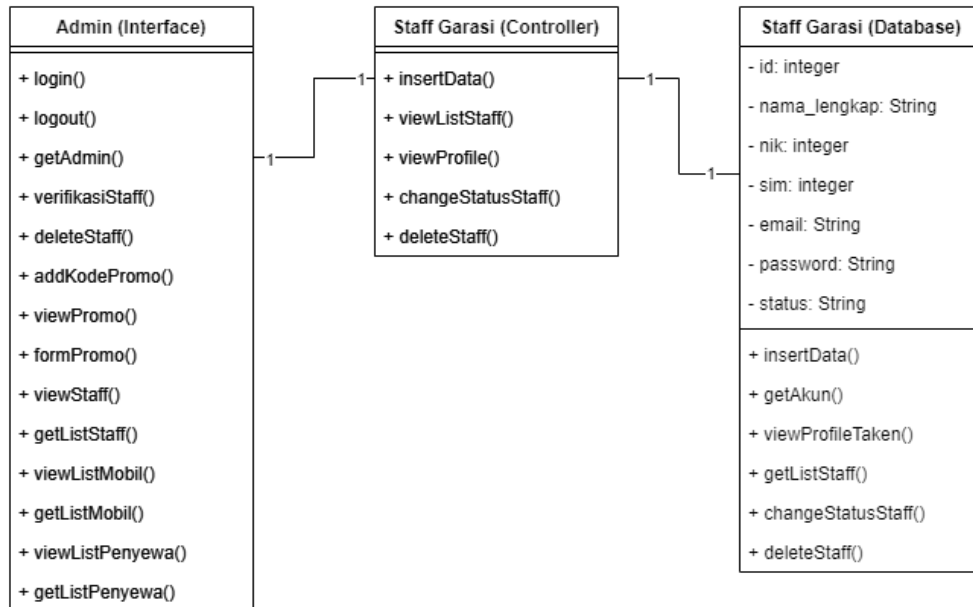 Admin (Interface)
+ login()
+ logout()
+ getAdmin()
+ verifikasiStaff()
+ deleteStaff()
+ addKodePromo()
+ viewPromo()
+ formPromo()
+ viewStaff()
+ getListStaff()
+ viewListMobil()
+ getListMobil()
+ viewListPenyewa()
+ getListPenyewa()
1
1
Staff Garasi (Controller)
+ insertData()
+ viewListStaff()
+ viewProfile()
+ changeStatusStaff()
+ deleteStaff()
1
1
Staff Garasi (Database)
- id: integer
- nama_lengkap: String
- nik: integer
- sim: integer
- email: String
- password: String
- status: String
+ insertData()
+ getAkun()
+ viewProfileTaken()
+ getListStaff()
+ changeStatusStaff()
+ deleteStaff()